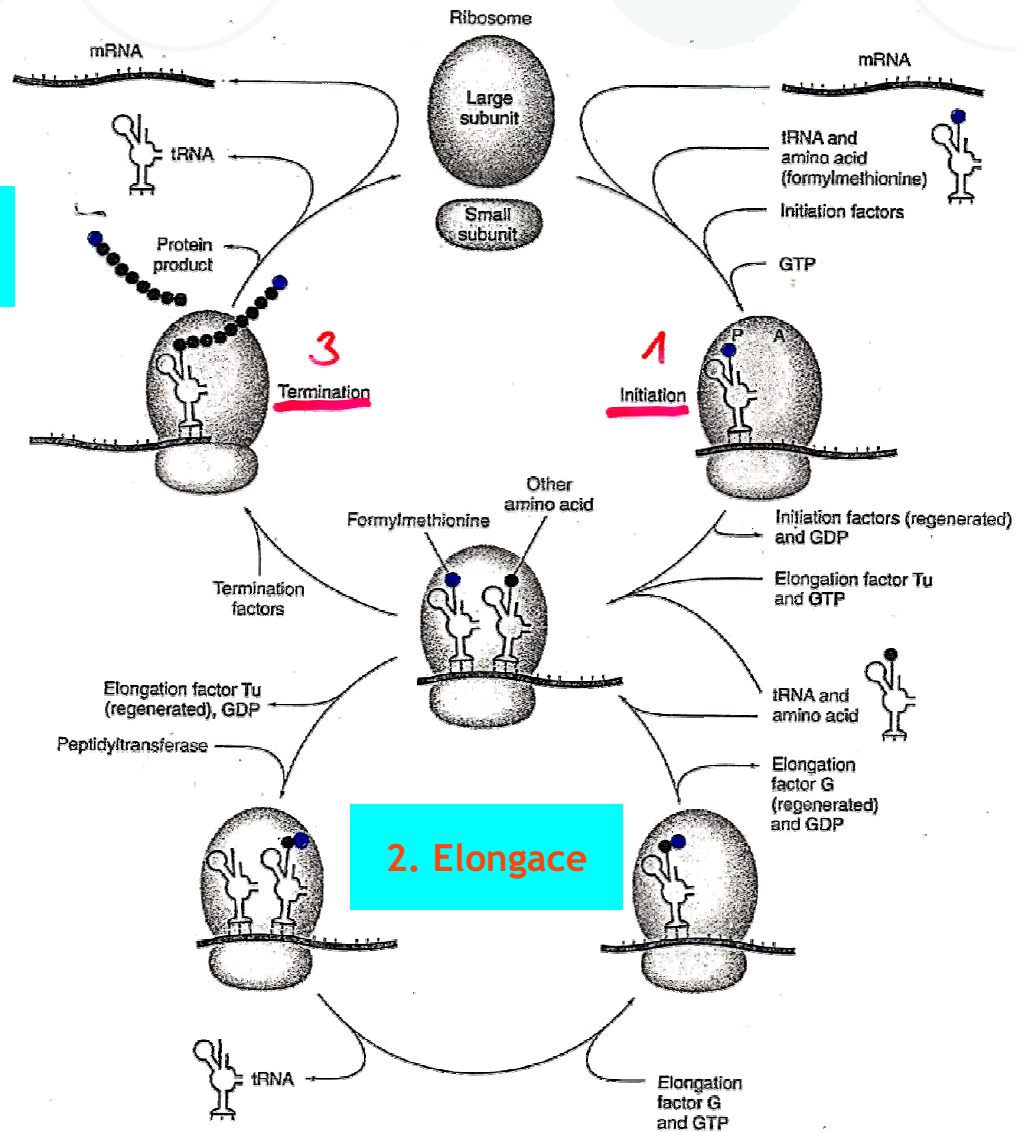 Ribosome
Large
subunit
Small
subunit
mRNA
tRNA
Protein
product
mRNA
tRNA and
amino acid
(formylmethionine)
Initiation factors
GTP
P A
3
Termination
1
Initiation
Formylmethionine
Other
amino acid
Initiation factors (regenerated)
and GDP
Elongation factor Tu
and GTP
Termination
factors
tRNA and
amino acid
Elongation factor Tu
(regenerated), GDP
Peptidyltransferase
Elongation
factor G
(regenerated)
and GDP
2. Elongace
tRNA
Elongation
factor G
and GTP